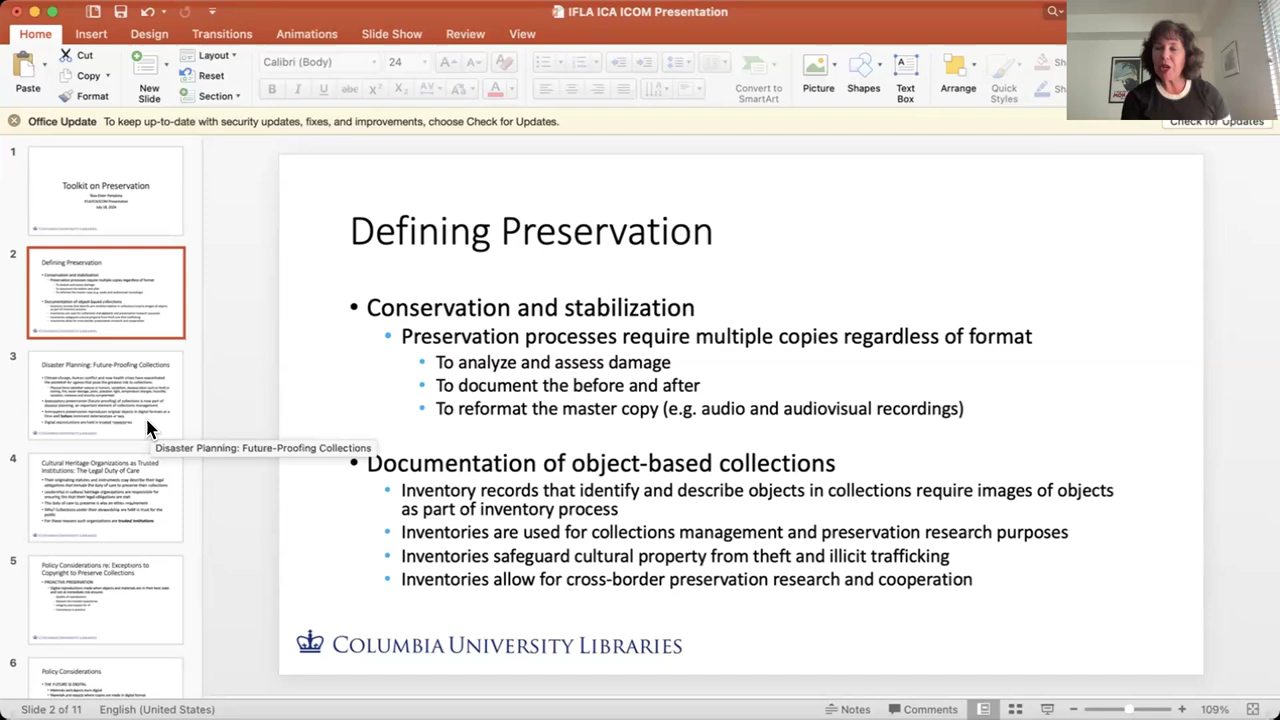 IFLA ICA ICOM Presentation
Home Insert Design Transitions Animations Slide Show Review View
Paste
Cut
Copy
Format
New Slide
Layout
Reset
Section
Calibri (Body) 24
Convert to SmartArt
Picture
Shapes
Text Box
Arrange
Quick Styles
Office Update To keep up-to-date with security updates, fixes, and improvements, choose Check for Updates.
Check for Updates
1
Toolkit on Preservation
2
Defining Preservation
3
Disaster Planning: Future-Proofing Collections
4
Cultural Heritage Organizations as Trusted
Institutions: The Legal Duty of Care
5
Policy Considerations re: Exceptions to
Copyright to Preserve Collections
6
Policy Considerations
Disaster Planning: Future-Proofing Collections
Defining Preservation
• Conservation and stabilization
• Preservation processes require multiple copies regardless of format
• To analyze and assess damage
• To document the before and after
• To reformat the master copy (e.g. audio or audiovisual recordings)
• Documentation of object-based collections
identify and describe
require images of objects
as part of inventory process
• Inventories are used for collections management and preservation research purposes
• Inventories safeguard cultural property from theft and illicit trafficking
• Inventories allow for cross-border preservation research and cooperation
COLUMBIA UNIVERSITY LIBRARIES
Slide 2 of 11 English (United States)
Notes Comments 109%